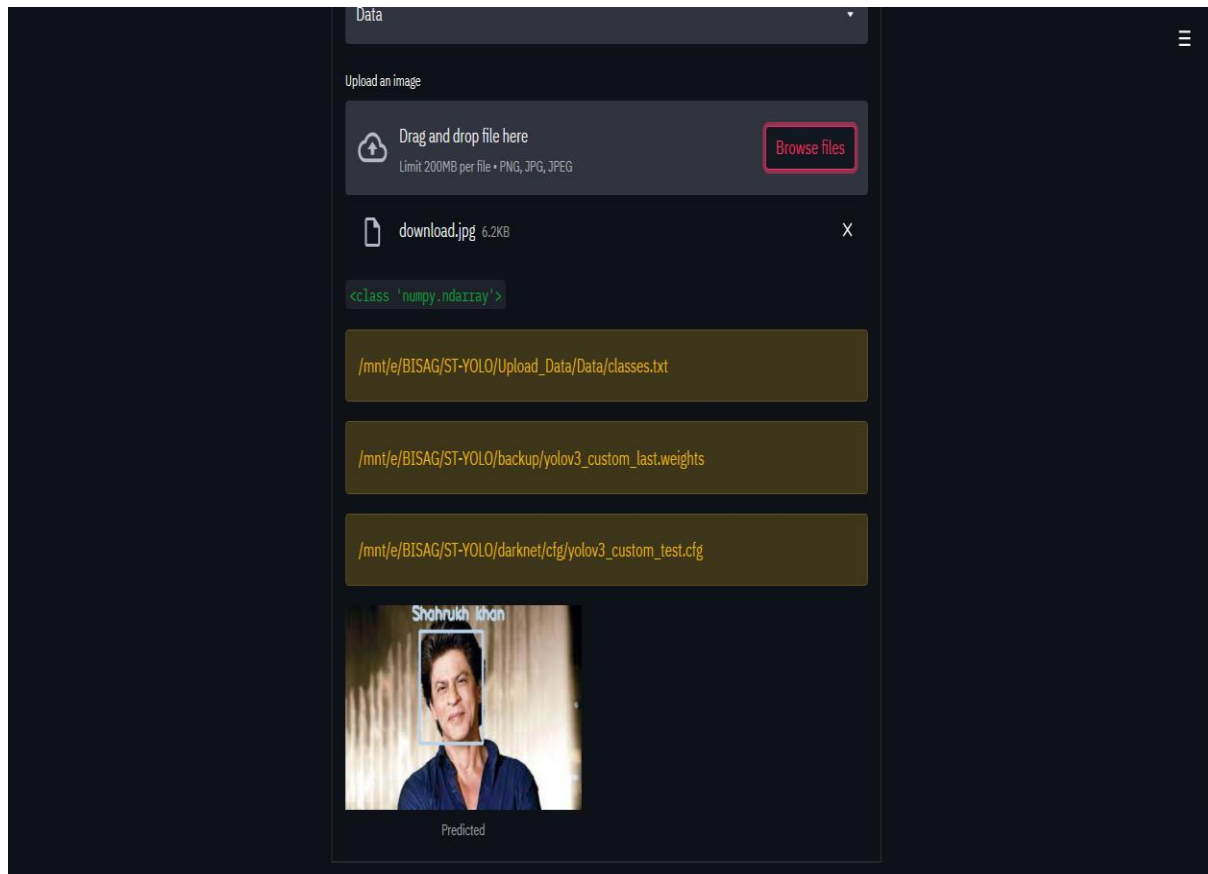 Data
Upload an image
Drag and drop file here
Limit 200MB per file • PNG, JPG, JPEG
Browse files
download.jpg 6.2KB
X
<class 'numpy.ndarray'>
/mnt/e/BISAG/ST-YOLO/Upload_Data/Data/classes.txt
/mnt/e/BISAG/ST-YOLO/backup/yolov3_custom_last.weights
/mnt/e/BISAG/ST-YOLO/darknet/cfg/yolov3_custom_test.cfg
Shahrukh khan
Predicted